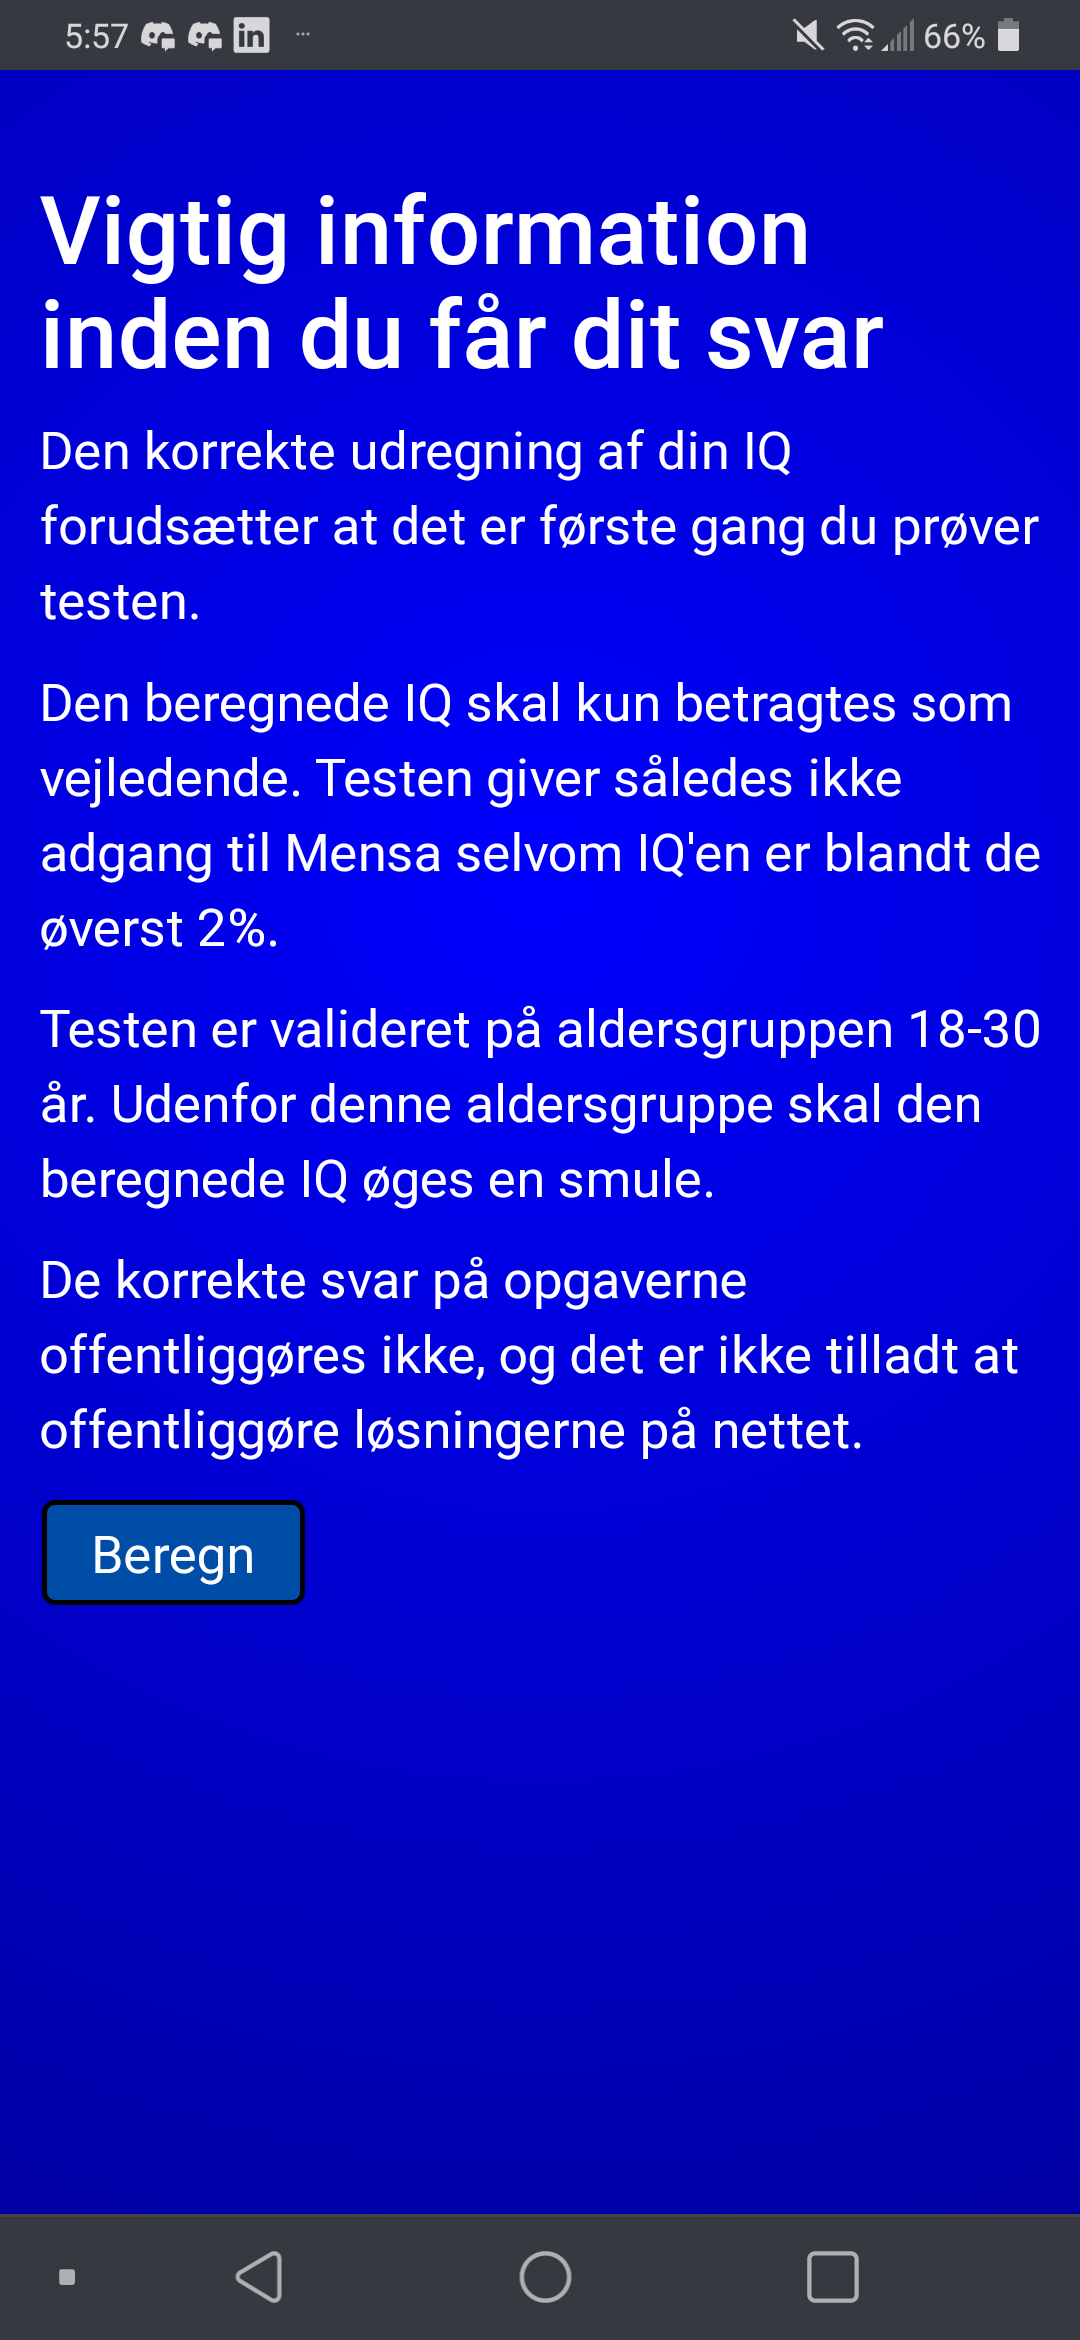 5:57
66%
Vigtig information
inden du får dit svar
Den korrekte udregning af din IQ
forudsætter at det er første gang du prøver
testen.
Den beregnede IQ skal kun betragtes som
vejledende. Testen giver således ikke
adgang til Mensa selvom IQ'en er blandt de
øverst 2%.
Testen er valideret på aldersgruppen 18-30
år. Udenfor denne aldersgruppe skal den
beregnede IQ øges en smule.
De korrekte svar på opgaverne
offentliggøres ikke, og det er ikke tilladt at
offentliggøre løsningerne på nettet.
Beregn